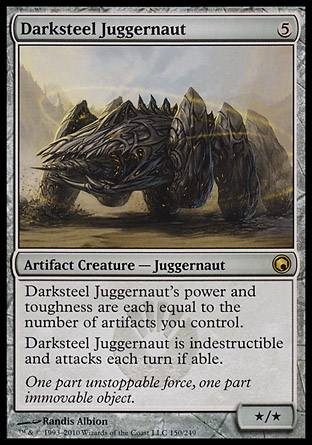 Darksteel Juggernaut 5
Artifact Creature — Juggernaut
Darksteel Juggernaut's power and
toughness are each equal to the
number of artifacts you control.
Darksteel Juggernaut is indestructible
and attacks each turn if able.
One part unstoppable force, one part
immovable object.
Randis Albion
™ & © 1993–2010 Wizards of the Coast LLC 150/249
*/*